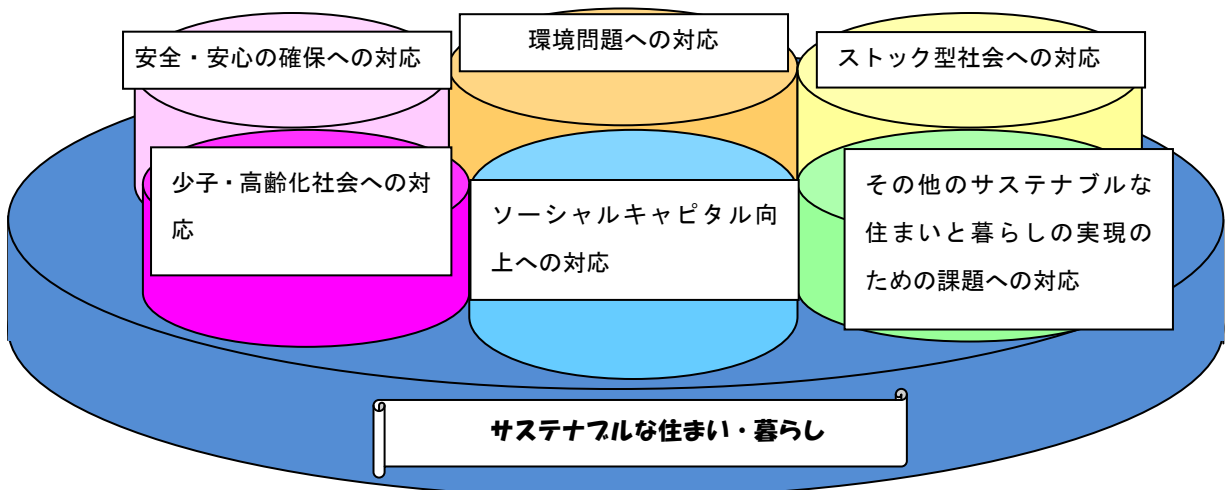 安全・安心の確保への対応
環境問題への対応
ストック型社会への対応
少子・高齢化社会への対
応
ソーシャルキャピタル向
上への対応
その他のサステナブルな
住まいと暮らしの実現の
ための課題への対応
サステナブルな住まい・暮らし